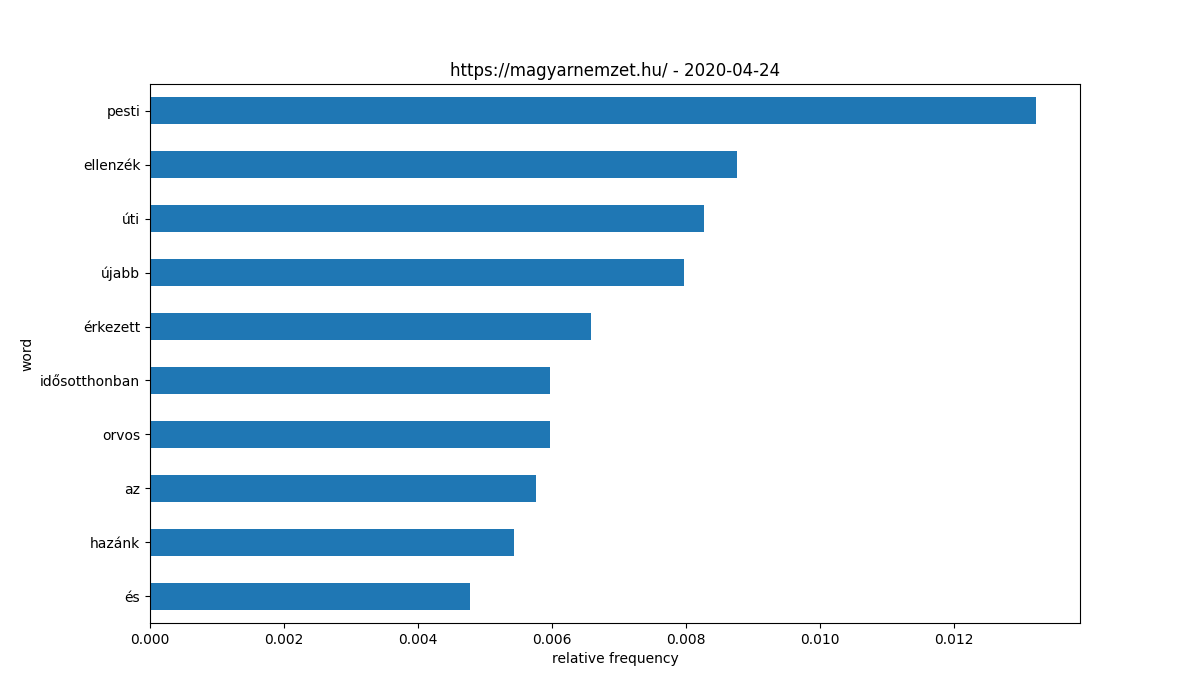 https://magyarnemzet.hu/ - 2020-04-24
pesti
ellenzék
úti
újabb
érkezett
idősotthonban
orvos
az
hazánk
és
word
0.000 0.002 0.004 0.006 0.008 0.010 0.012
relative frequency